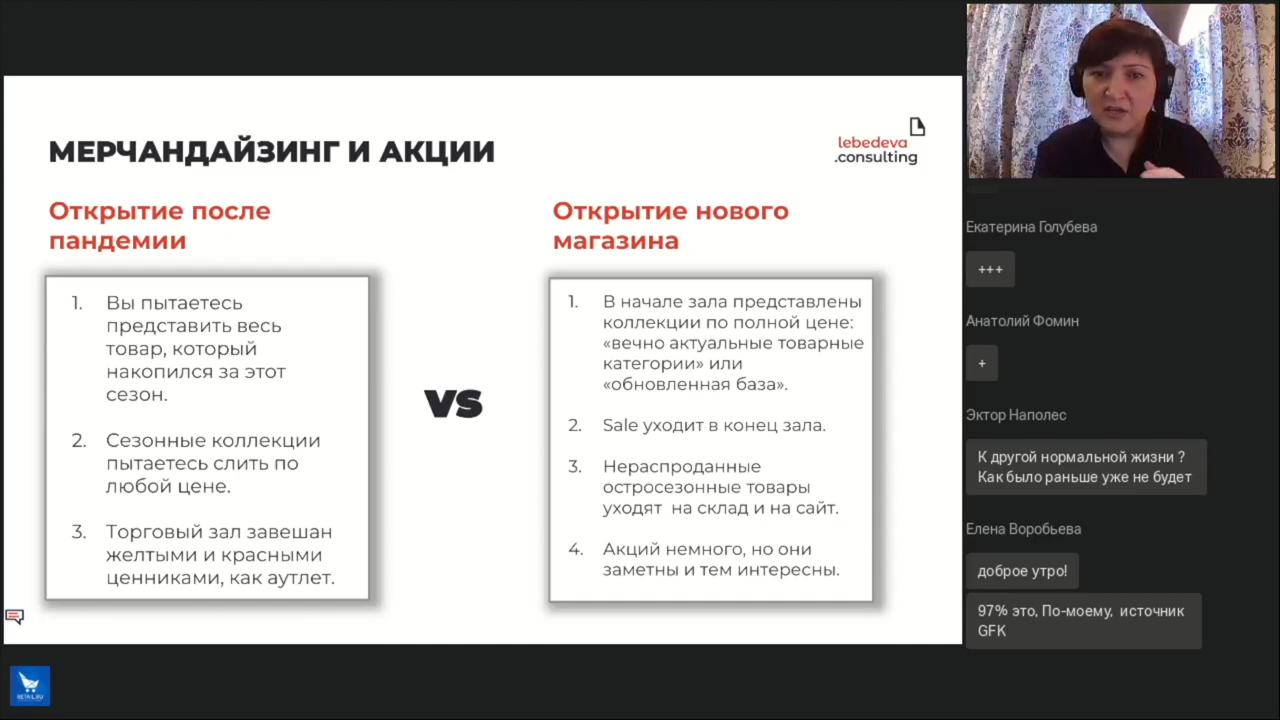 МЕРЧАНДАЙЗИНГ И АКЦИИ
lebedeva
.consulting
Открытие после
пандемии
1. Вы пытаетесь
представить весь
товар, который
накопился за этот
сезон.
2. Сезонные коллекции
пытаетесь слить по
любой цене.
3. Торговый зал завешан
желтыми и красными
ценниками, как аутлет.
VS
Открытие нового
магазина
1. В начале зала представлены
коллекции по полной цене:
«вечно актуальные товарные
категории» или
«обновленная база».
2. Sale уходит в конец зала.
3. Нераспроданные
остросезонные товары
уходят на склад и на сайт.
4. Акций немного, но они
заметны и тем интересны.
Екатерина Голубева
+++
Анатолий Фомин
+
Эктор Наполес
К другой нормальной жизни ?
Как было раньше уже не будет
Елена Воробьева
доброе утро!
97% это, По-моему, источник
GFK
RETAIL.RU